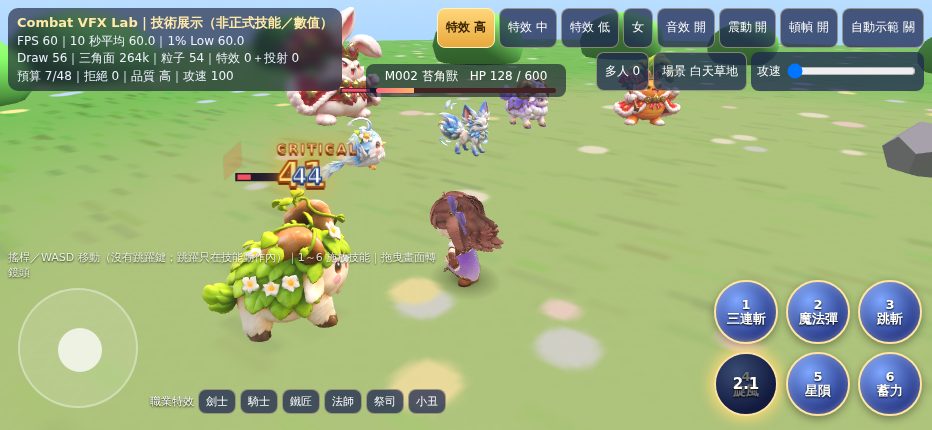 Combat VFX Lab｜技術展示（非正式技能／數值）
FPS 60｜10 秒平均 60.0｜1% Low 60.0
Draw 56｜三角面 264k｜粒子 54｜特效 0＋投射 0
預算 7/48｜拒絕 0｜品質 高｜攻速 100
特效 高
特效 中
特效 低
女
音效 開
震動 開
頓幀 開
自動示範 關
M002 苔角獸 HP 128 / 600
多人 0
場景 白天草地
攻速
CRITICAL
44
搖桿／WASD 移動（沒有跳躍鍵；跳躍只在技能動作內）｜1~6 施放技能｜拖曳畫面轉
鏡頭
1
三連斬
2
魔法彈
3
跳斬
2.1
5
星隕
6
蓄力
職業特效
劍士
騎士
鐵匠
法師
祭司
小丑